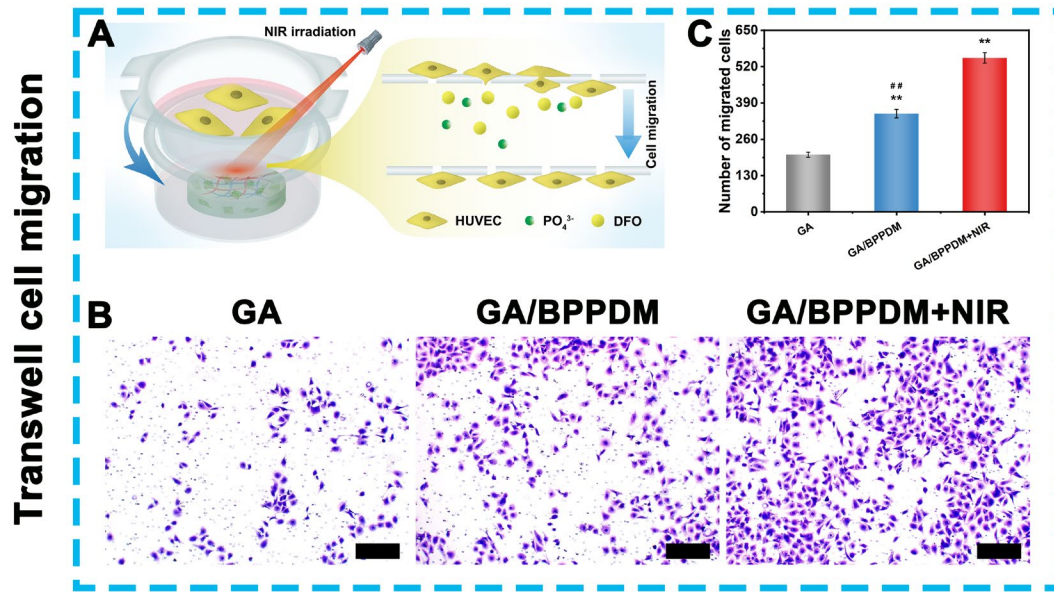 Transwell cell migration
A
NIR irradiation
Cell migration
HUVEC
PO₄³⁻
DFO
C
Number of migrated cells
650
520
390
260
130
0
##
**
**
GA
GA/BPPDM
GA/BPPDM+NIR
B
GA
GA/BPPDM
GA/BPPDM+NIR